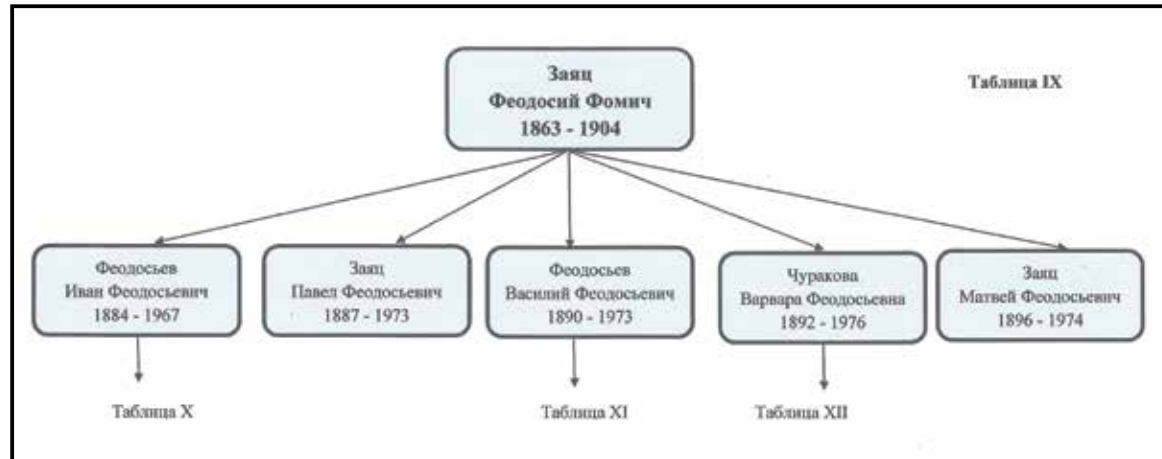 Заяц
Феодосий Фомич
1863 - 1904
Таблица IX
Феодосьев
Иван Феодосьевич
1884 - 1967
Заяц
Павел Феодосьевич
1887 - 1973
Феодосьев
Василий Феодосьевич
1890 - 1973
Чуракова
Варвара Феодосьевна
1892 - 1976
Заяц
Матвей Феодосьевич
1896 - 1974
Таблица X
Таблица XI
Таблица XII